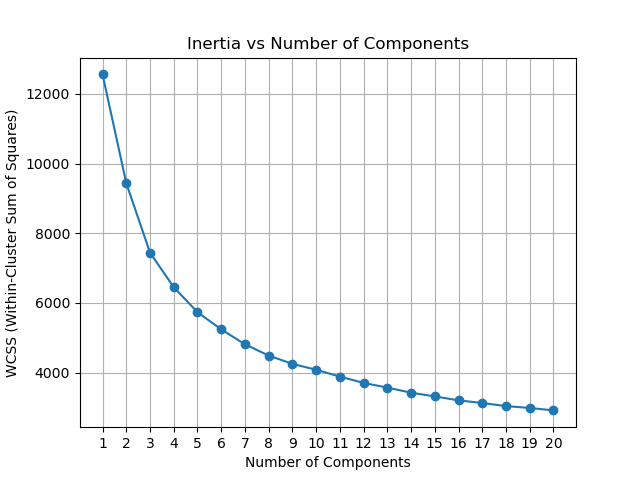 Inertia vs Number of Components
WCSS (Within-Cluster Sum of Squares)
12000
10000
8000
6000
4000
1 2 3 4 5 6 7 8 9 10 11 12 13 14 15 16 17 18 19 20
Number of Components